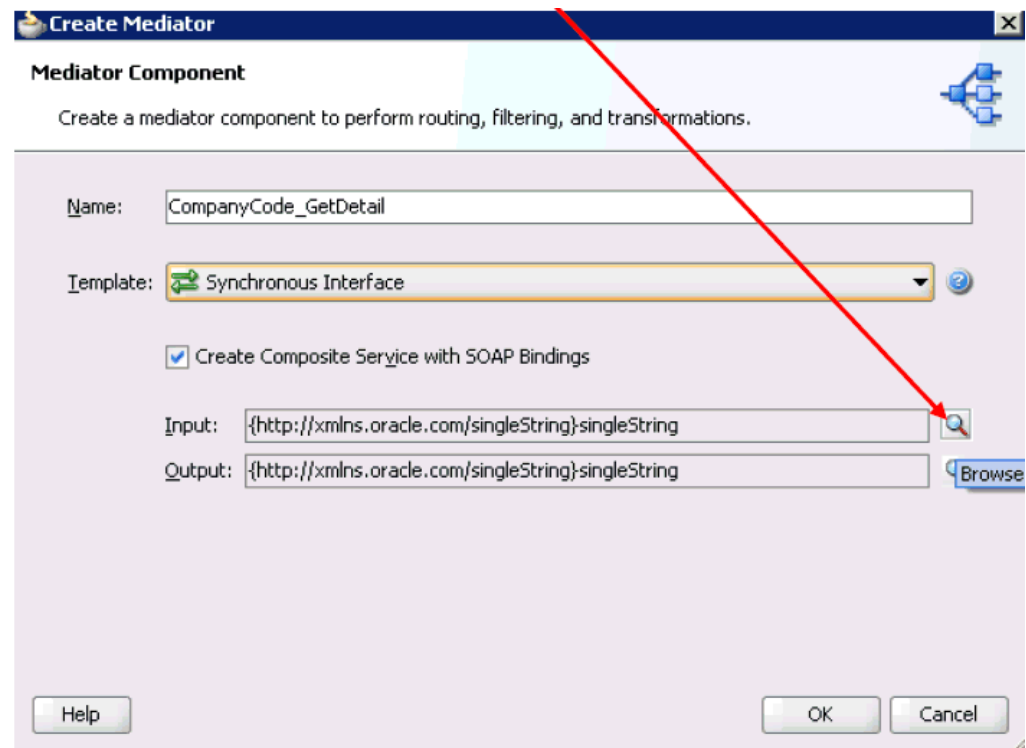 Create Mediator
Mediator Component
Create a mediator component to perform routing, filtering, and transformations.
Name: CompanyCode_GetDetail
Template: Synchronous Interface
Create Composite Service with SOAP Bindings
Input: {http://xmlns.oracle.com/singleString}singleString
Output: {http://xmlns.oracle.com/singleString}singleString
Browse
Help OK Cancel